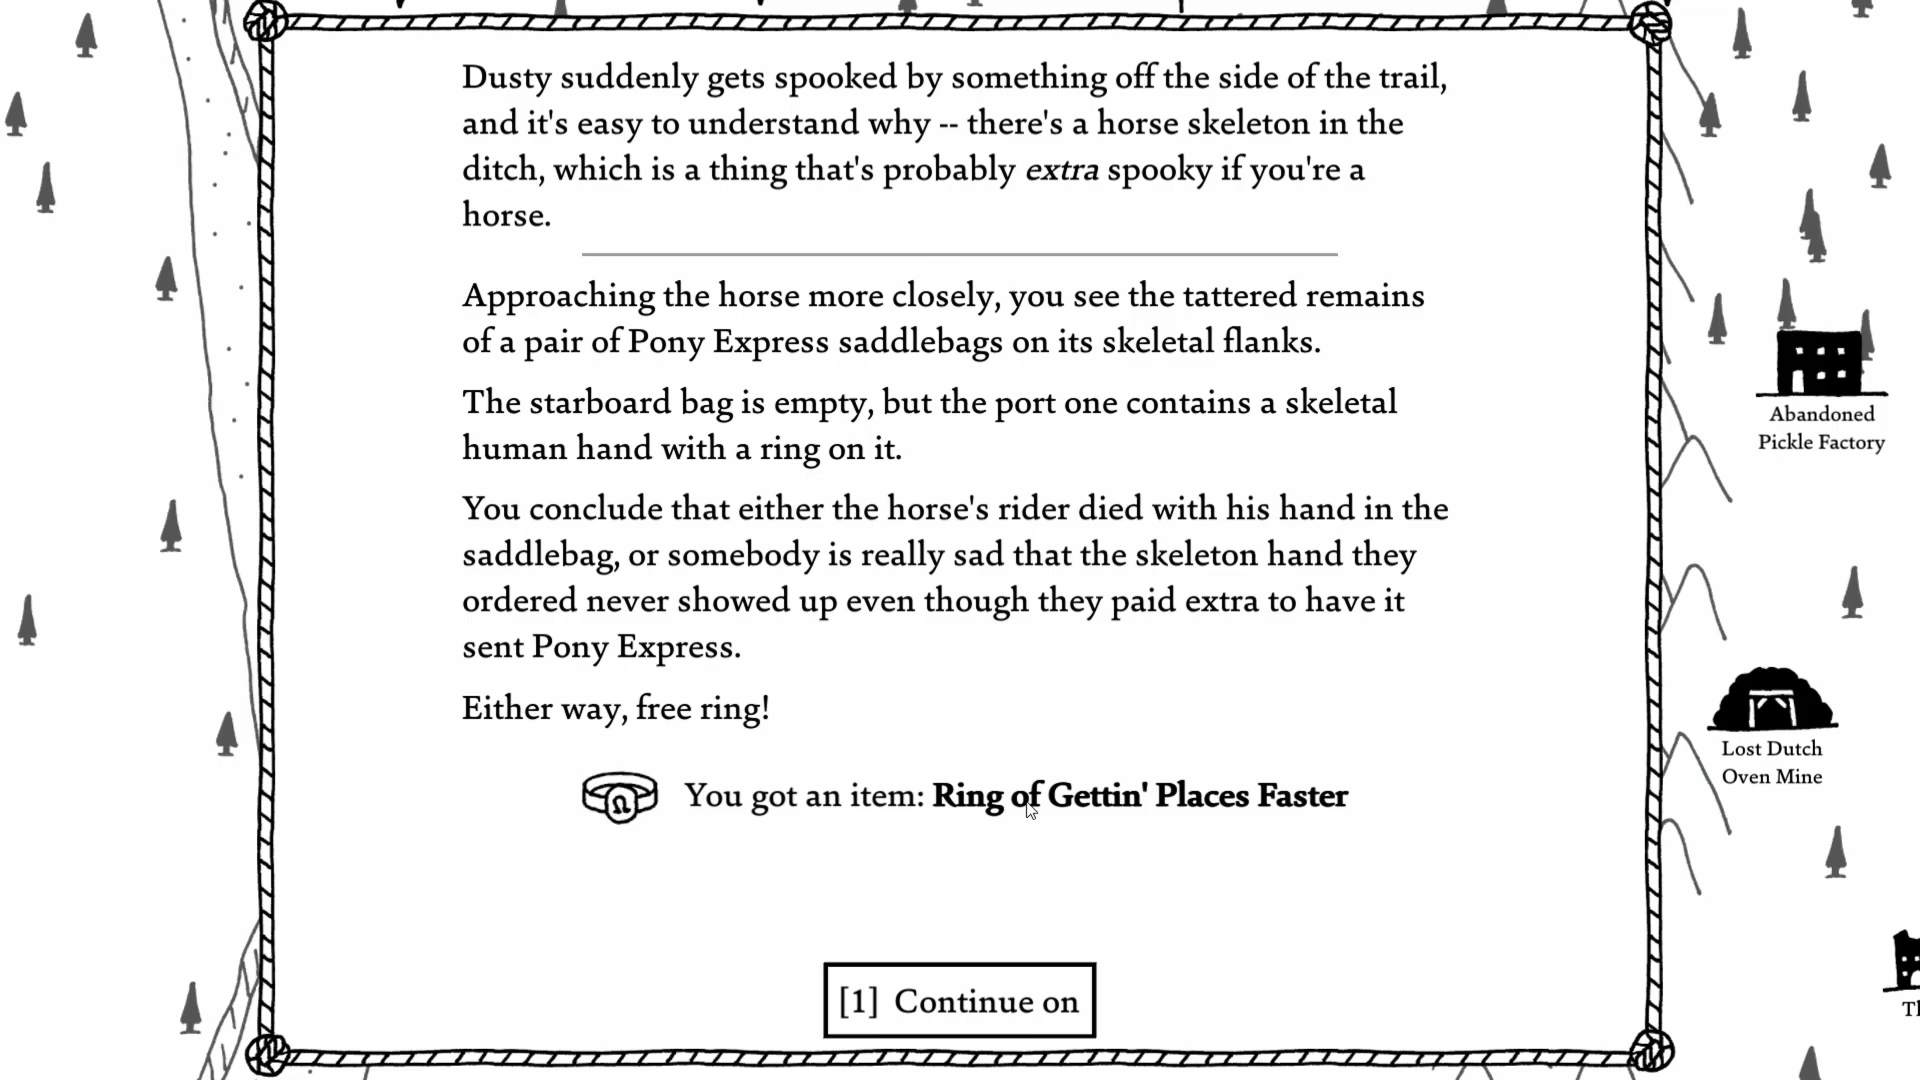 Dusty suddenly gets spooked by something off the side of the trail,
and it's easy to understand why -- there's a horse skeleton in the
ditch, which is a thing that's probably extra spooky if you're a
horse.
Approaching the horse more closely, you see the tattered remains
of a pair of Pony Express saddlebags on its skeletal flanks.
The starboard bag is empty, but the port one contains a skeletal
human hand with a ring on it.
You conclude that either the horse's rider died with his hand in the
saddlebag, or somebody is really sad that the skeleton hand they
ordered never showed up even though they paid extra to have it
sent Pony Express.
Either way, free ring!
You got an item: Ring of Gettin' Places Faster
[1] Continue on
Abandoned
Pickle Factory
Lost Dutch
Oven Mine